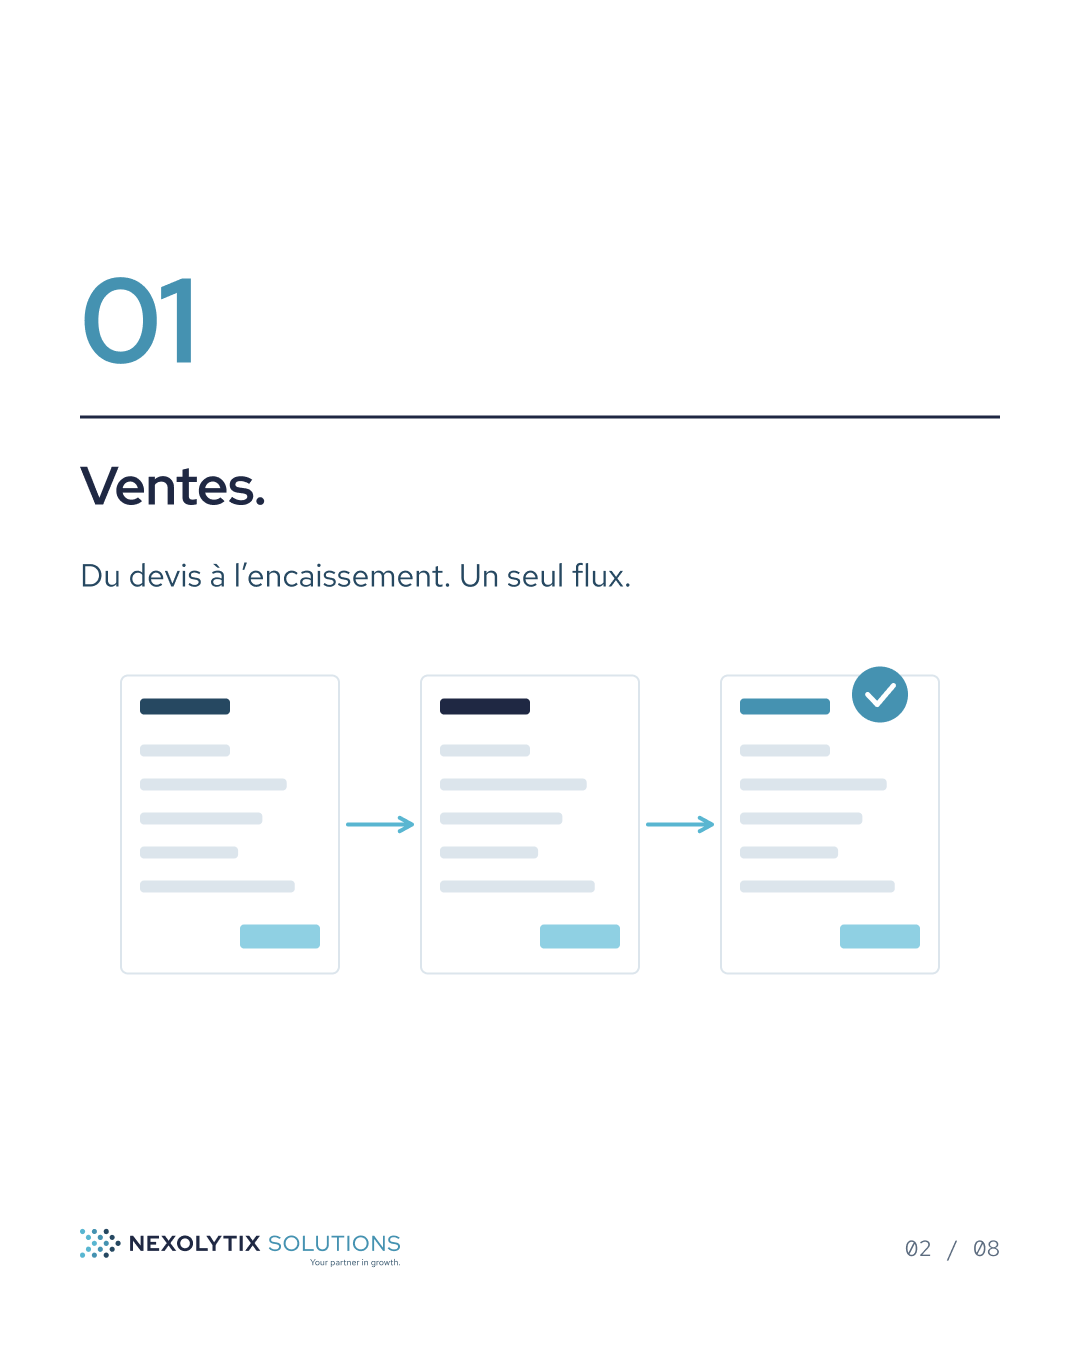 01
Ventes.
Du devis à l’encaissement. Un seul flux.
NEXOLYTIX SOLUTIONS
Your partner in growth.
02 / 08